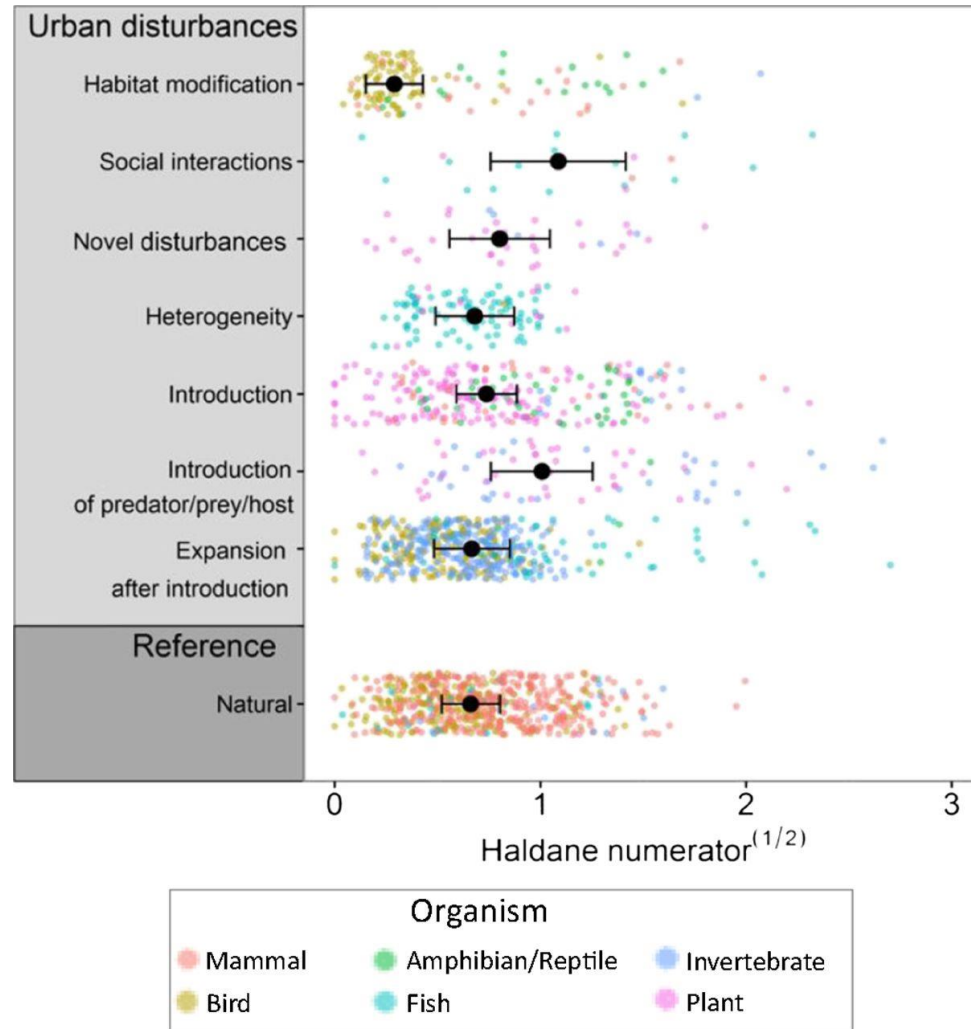 Urban disturbances
Habitat modification
Social interactions
Novel disturbances
Heterogeneity
Introduction
Introduction
of predator/prey/host
Expansion
after introduction
Reference
Natural
0 1 2 3
Haldane numerator(1/2)
Organism
Mammal Amphibian/Reptile Invertebrate
Bird Fish Plant